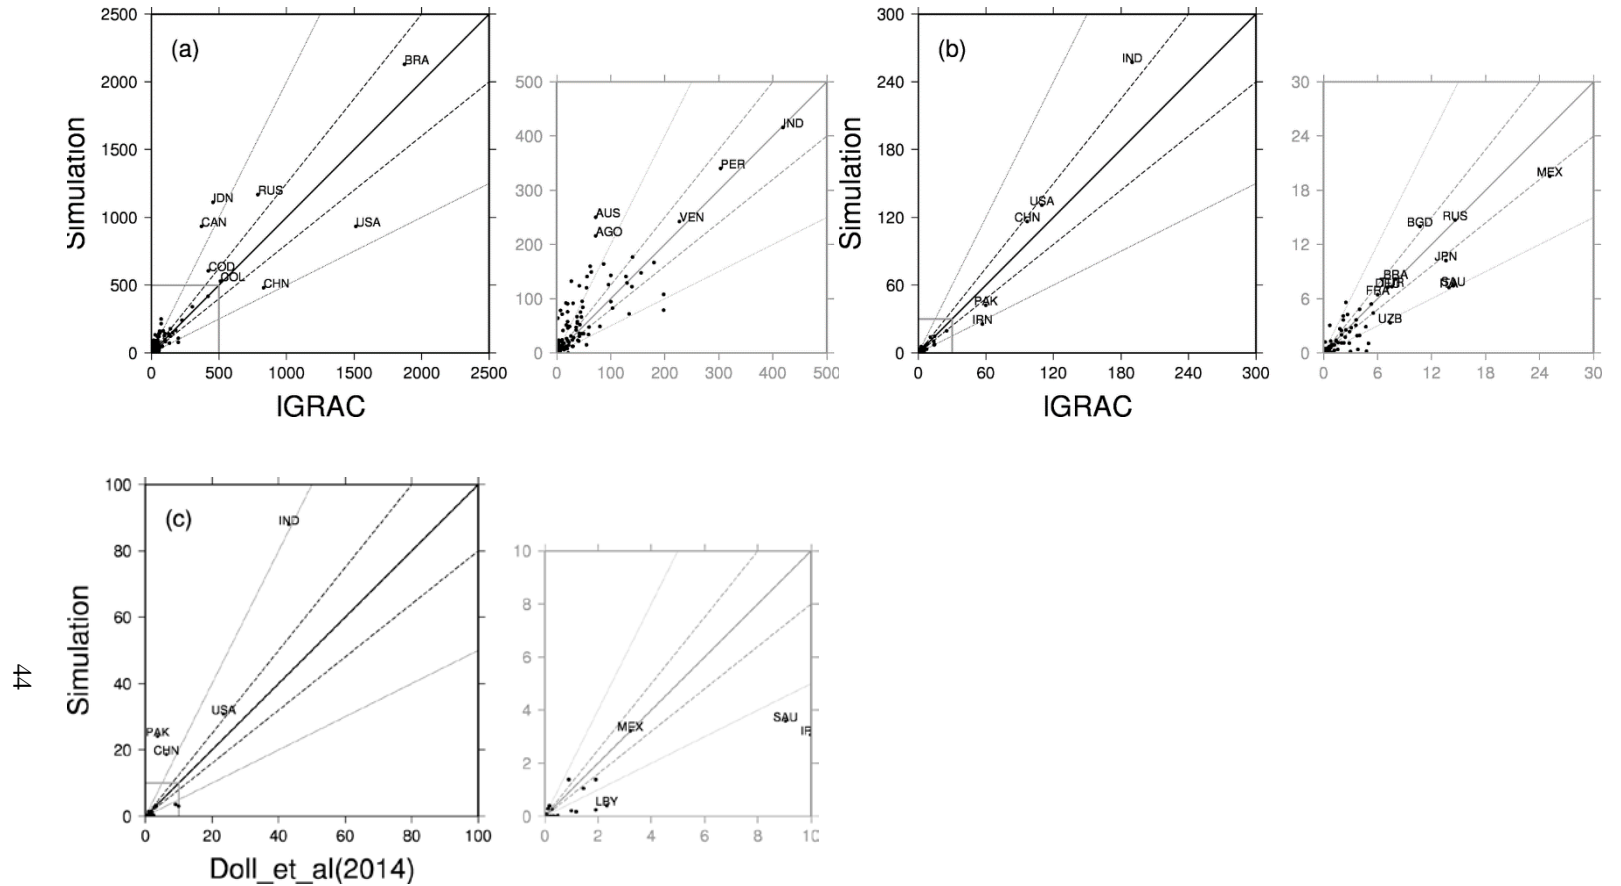 (a)
2500
2000
1500
1000
500
0
Simulation
BRA
IDN
RUS
CAN
USA
COD
COL
CHN
0 500 1000 1500 2000 2500
IGRAC
500
400
300
200
100
0
IND
PER
AUS
VEN
AGO
0 100 200 300 400 500
(b)
300
240
180
120
60
0
Simulation
IND
USA
CHN
PAK
IRN
0 60 120 180 240 300
IGRAC
30
24
18
12
6
0
MEX
BGD
RUS
JPN
BRA
SAU
FRA
UZB
0 6 12 18 24 30
(c)
100
80
60
40
20
0
Simulation
IND
USA
PAK
CHN
0 20 40 60 80 100
Doll_et_al(2014)
10
8
6
4
2
0
MEX
SAU
LBY
0 2 4 6 8 10
44